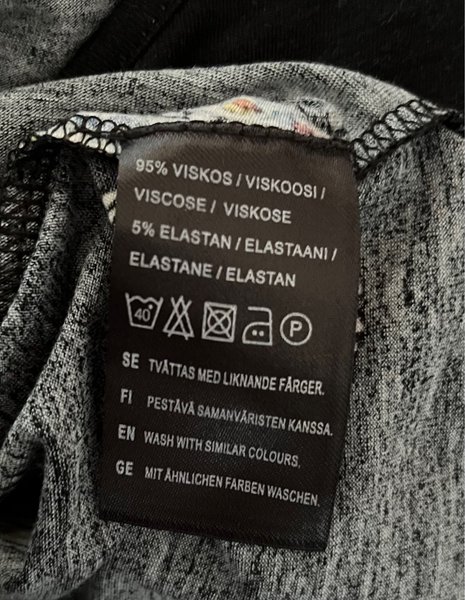 95% VISKOS / VISKOOSI /
VISCOSE / VISKOSE
5% ELASTAN / ELASTAANI /
ELASTANE / ELASTAN
40° P
SE TVÄTTAS MED LIKNANDE FÄRGER.
FI PESTÄVÄ SAMANVÄRISTEN KANSSA.
EN WASH WITH SIMILAR COLOURS.
GE MIT ÄHNLICHEN FARBEN WASCHEN.